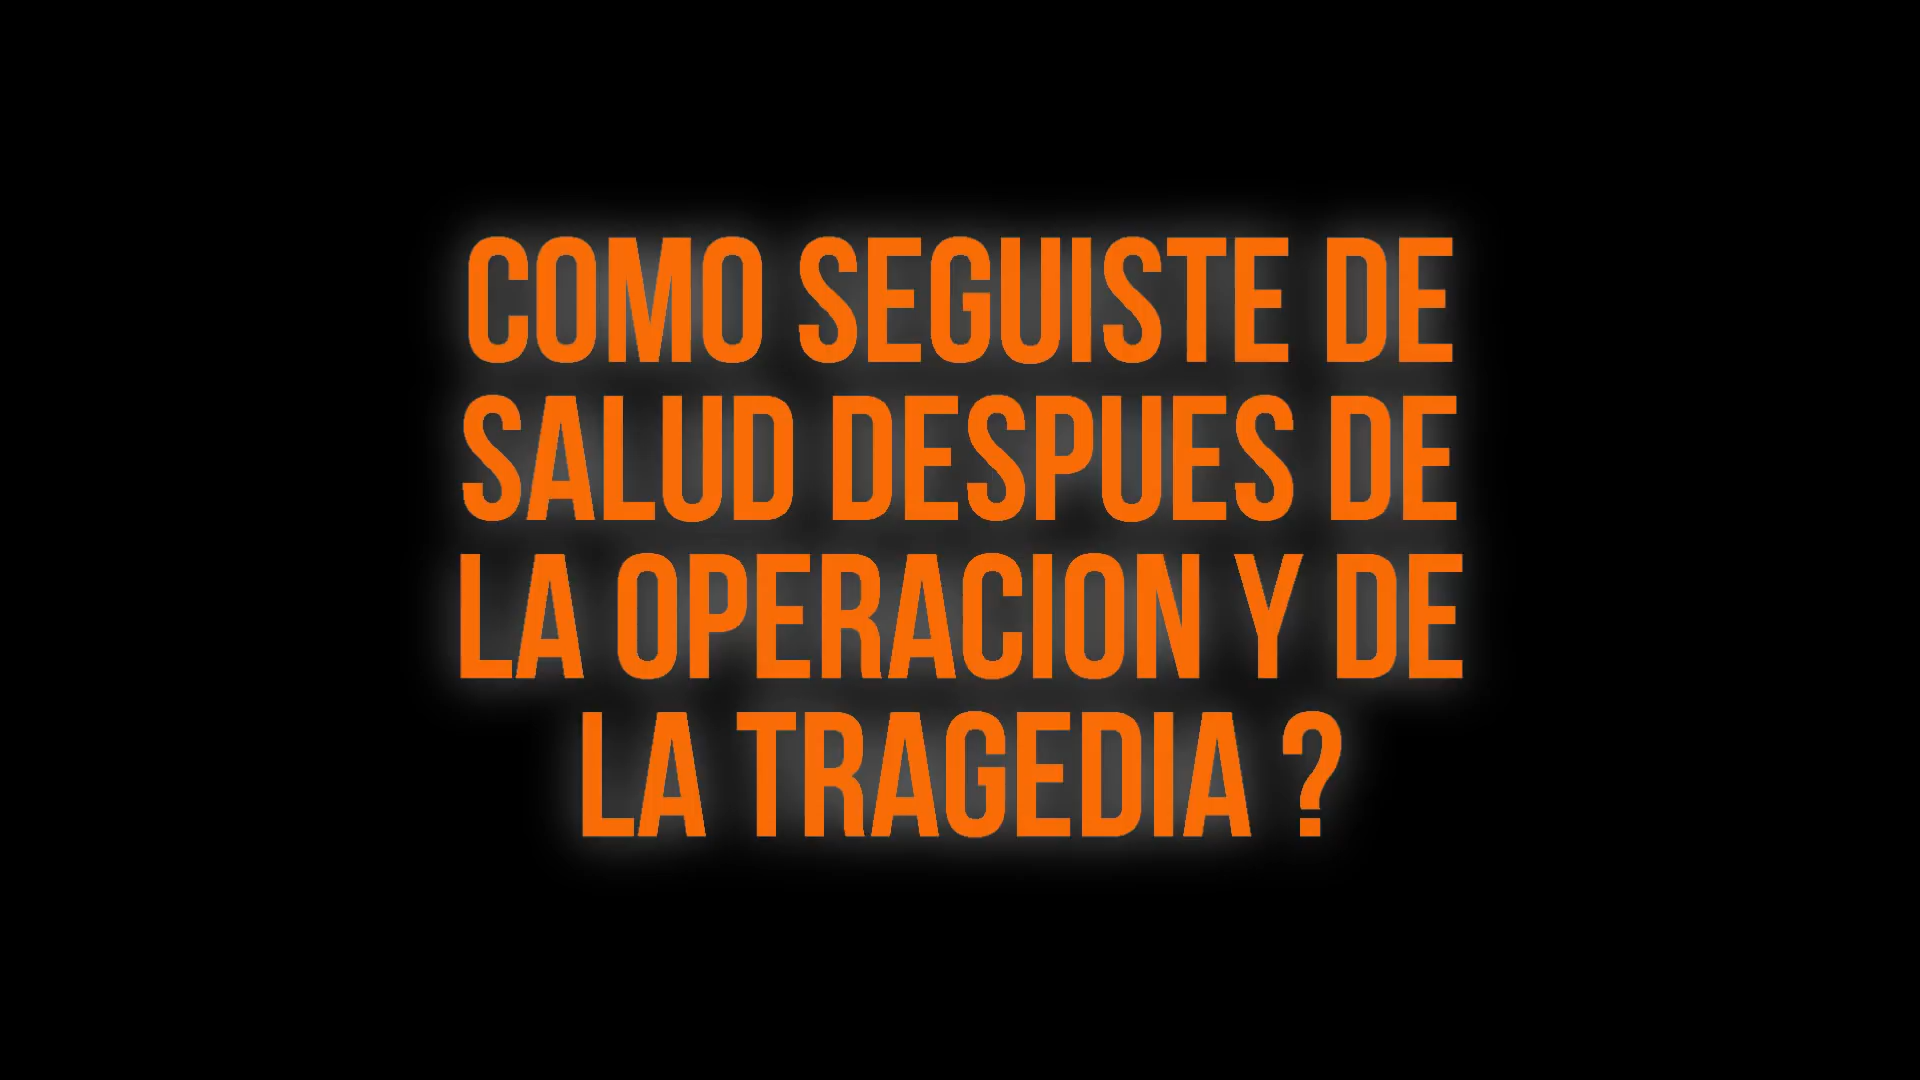 COMO SEGUISTE DE
SALUD DESPUES DE
LA OPERACION Y DE
LA TRAGEDIA ?